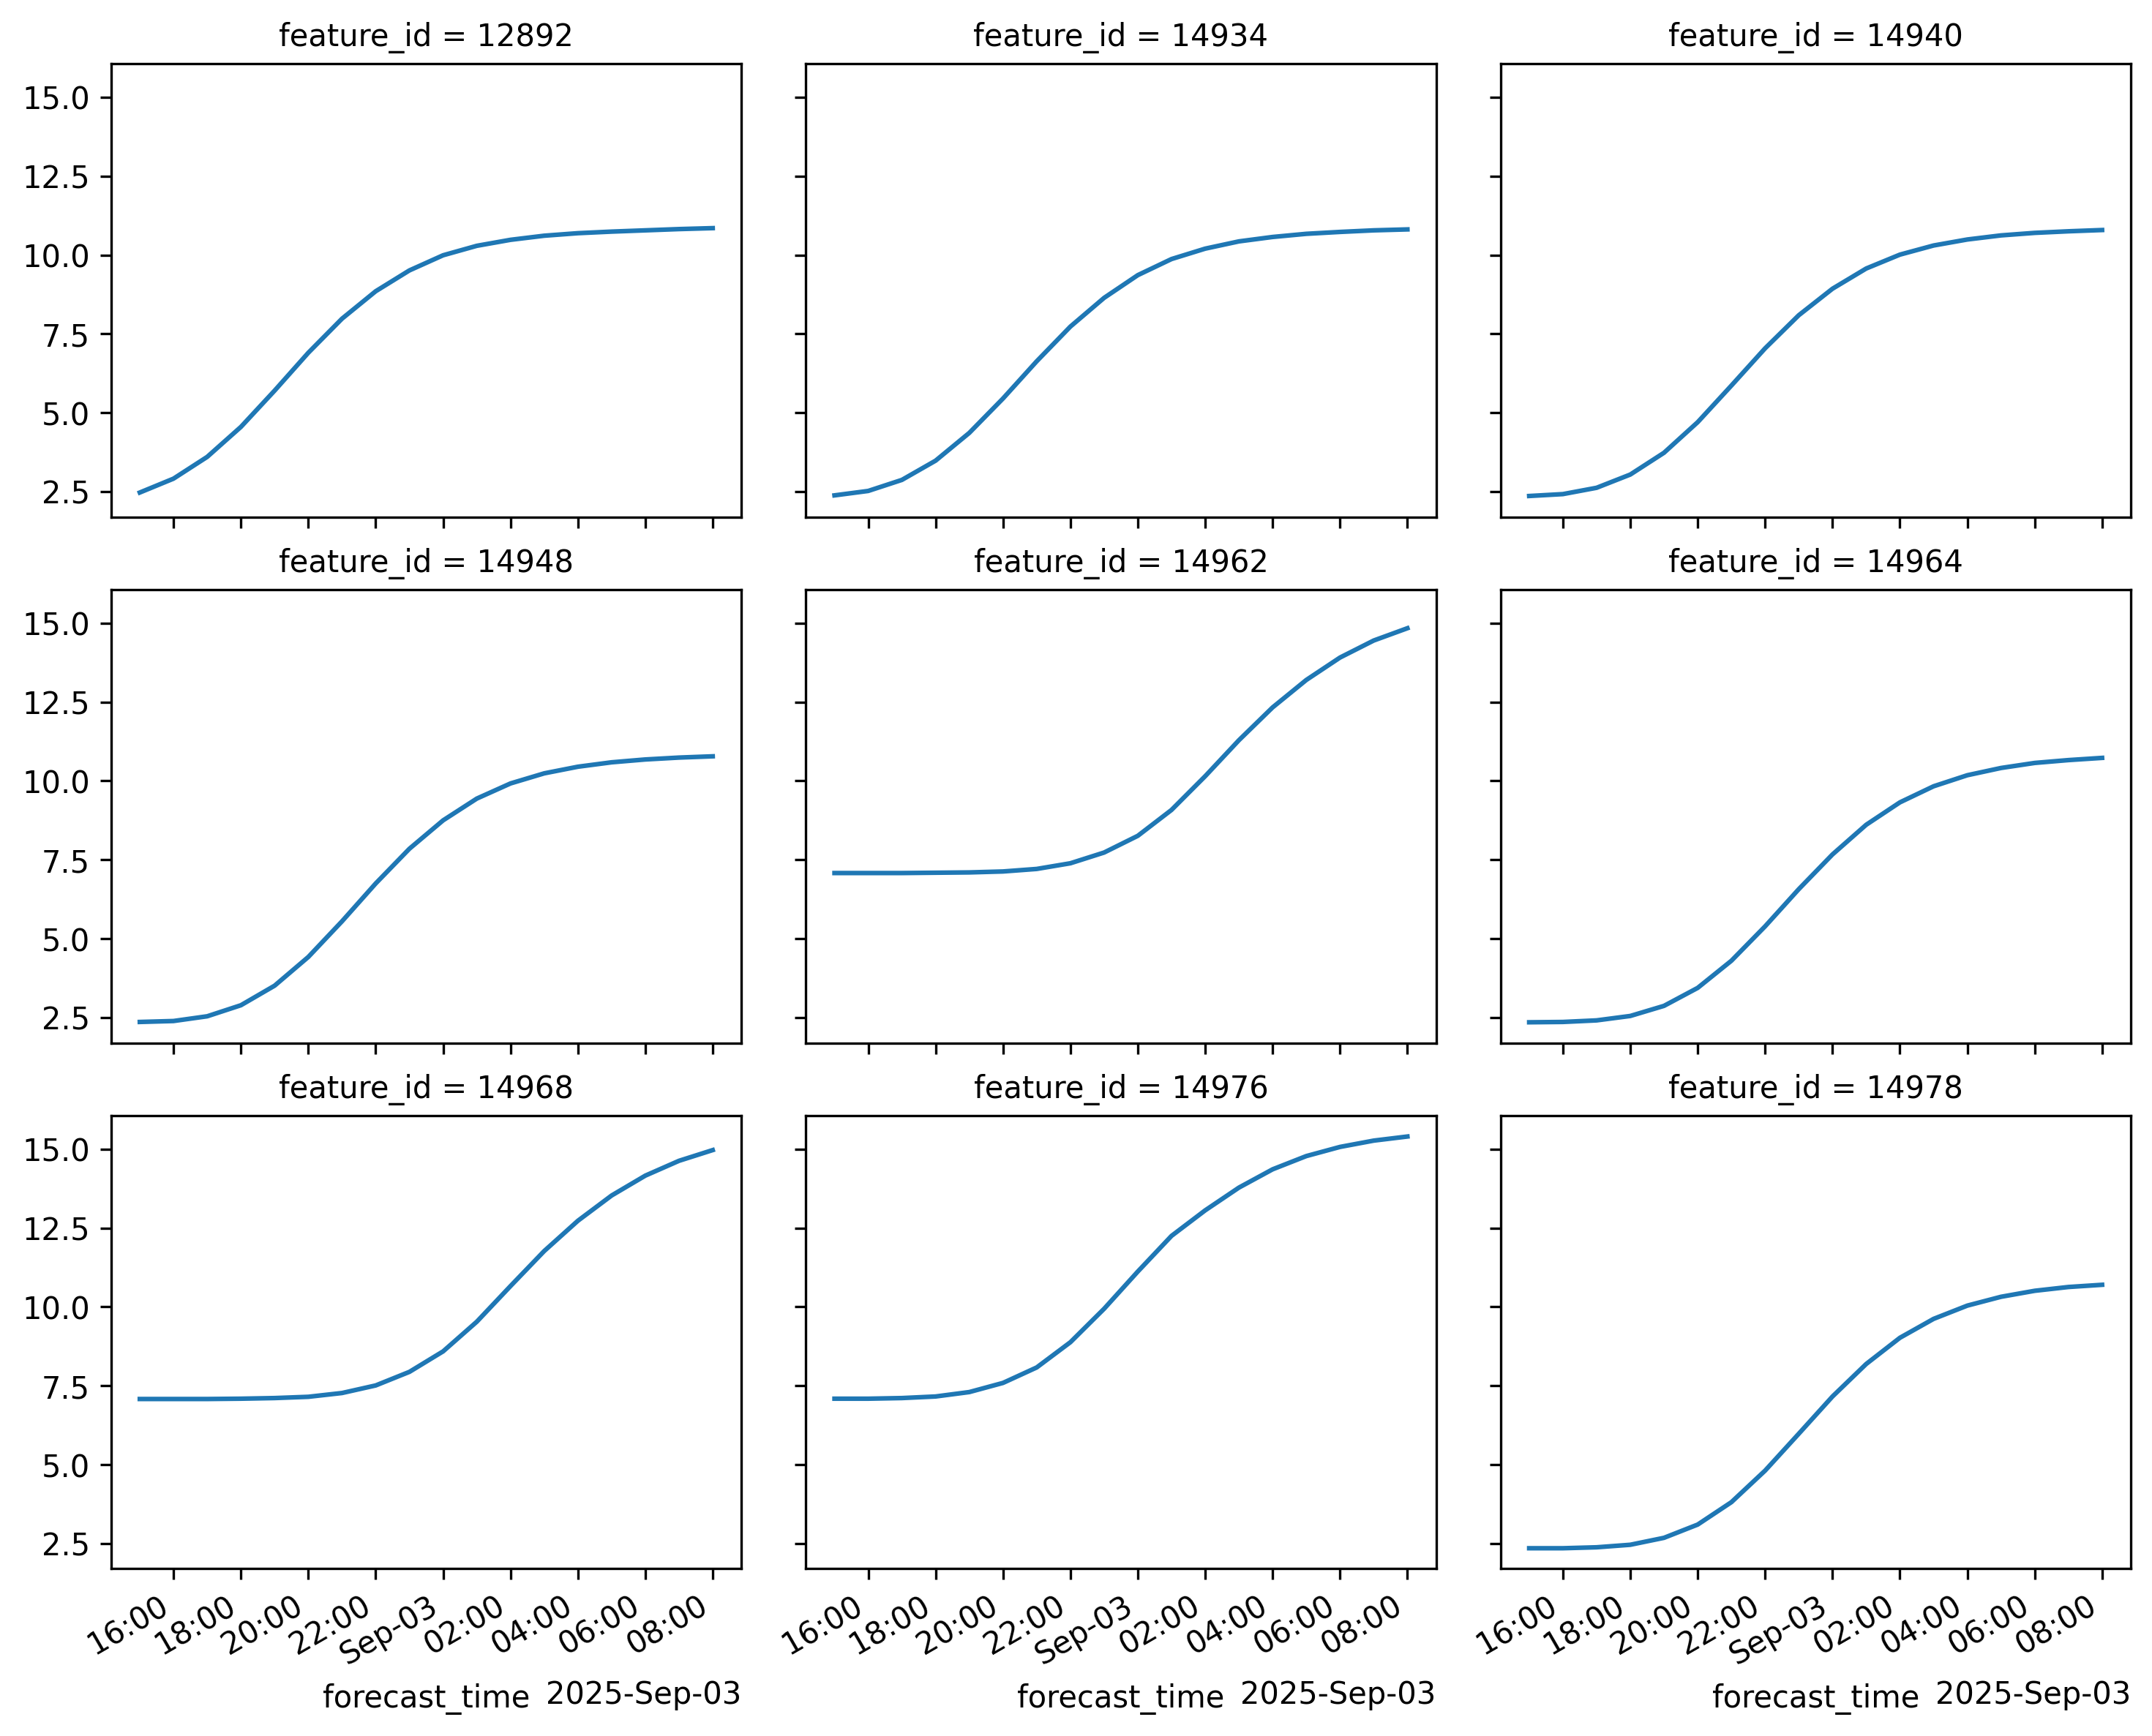 feature_id = 12892
feature_id = 14934
feature_id = 14940
15.0
12.5
10.0
7.5
5.0
2.5
feature_id = 14948
feature_id = 14962
feature_id = 14964
15.0
12.5
10.0
7.5
5.0
2.5
feature_id = 14968
feature_id = 14976
feature_id = 14978
15.0
12.5
10.0
7.5
5.0
2.5
16:00 18:00 20:00 22:00 Sep-03 02:00 04:00 06:00 08:00
forecast_time 2025-Sep-03
16:00 18:00 20:00 22:00 Sep-03 02:00 04:00 06:00 08:00
forecast_time 2025-Sep-03
16:00 18:00 20:00 22:00 Sep-03 02:00 04:00 06:00 08:00
forecast_time 2025-Sep-03